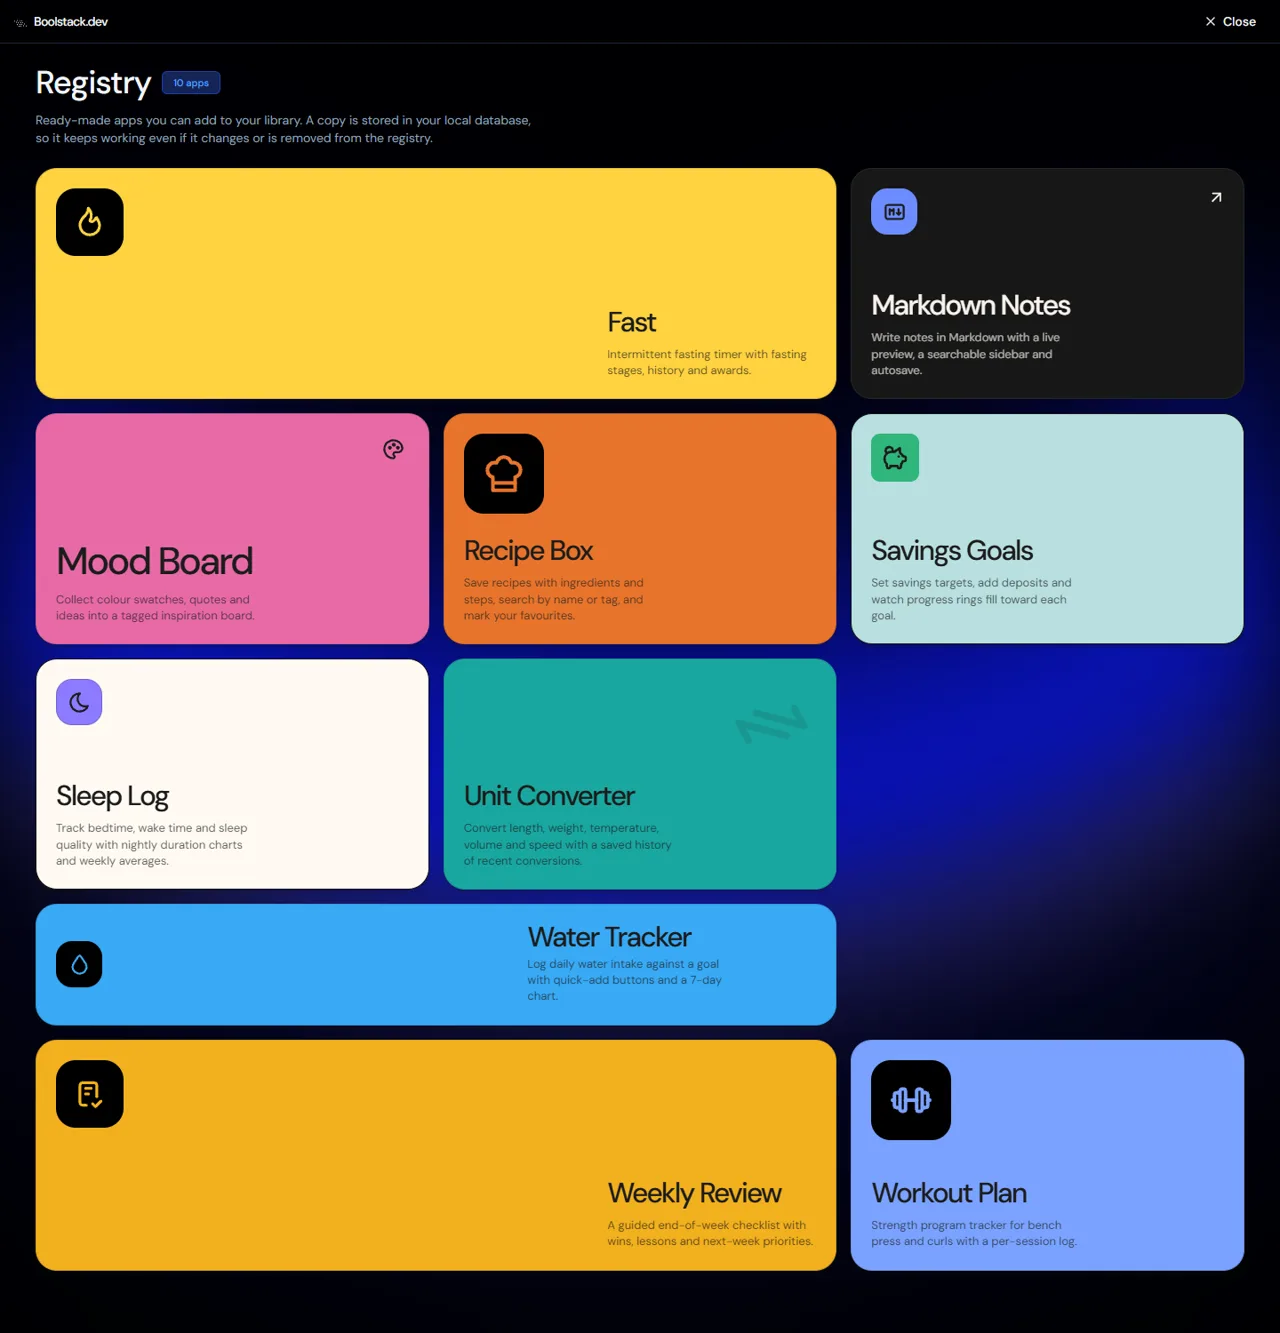 Boolstack.dev
Close
Registry
10 apps
Ready-made apps you can add to your library. A copy is stored in your local database,
so it keeps working even if it changes or is removed from the registry.
Fast
Intermittent fasting timer with fasting
stages, history and awards.
Markdown Notes
Write notes in Markdown with a live
preview, a searchable sidebar and
autosave.
Mood Board
Collect colour swatches, quotes and
ideas into a tagged inspiration board.
Recipe Box
Save recipes with ingredients and
steps, search by name or tag, and
mark your favourites.
Savings Goals
Set savings targets, add deposits and
watch progress rings fill toward each
goal.
Sleep Log
Track bedtime, wake time and sleep
quality with nightly duration charts
and weekly averages.
Unit Converter
Convert length, weight, temperature,
volume and speed with a saved history
of recent conversions.
Water Tracker
Log daily water intake against a goal
with quick-add buttons and a 7-day
chart.
Weekly Review
A guided end-of-week checklist with
wins, lessons and next-week priorities.
Workout Plan
Strength program tracker for bench
press and curls with a per-session log.